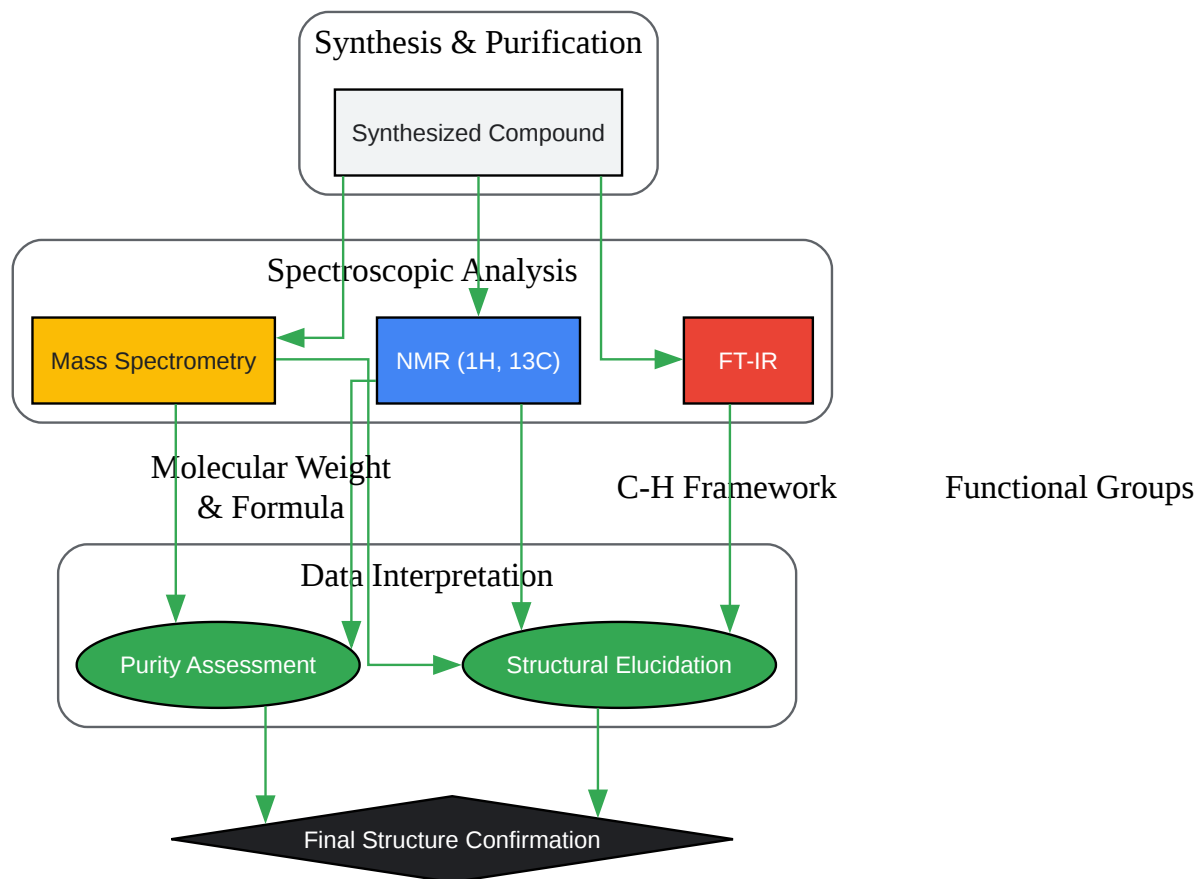 Synthesis & Purification
Synthesized Compound
Spectroscopic Analysis
Mass Spectrometry
NMR (1H, 13C)
FT-IR
Molecular Weight
& Formula
C-H Framework
Functional Groups
Data Interpretation
Purity Assessment
Structural Elucidation
Final Structure Confirmation